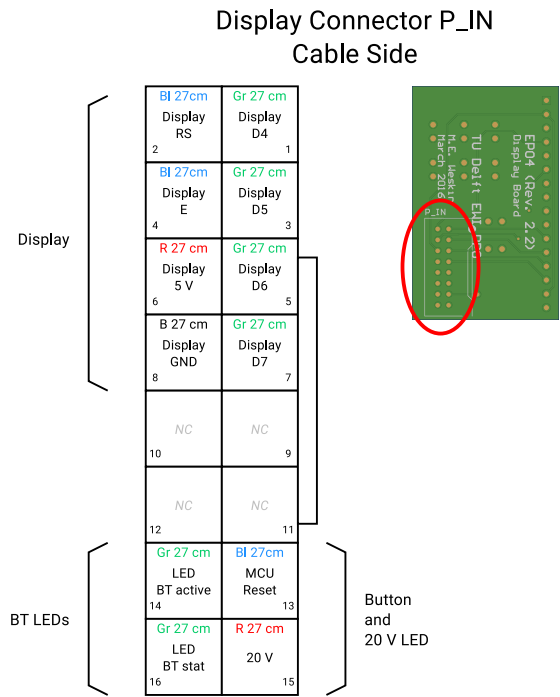 Display Connector P_IN
Cable Side
Bl 27cm
Display
RS
2
Gr 27 cm
Display
D4
1
Bl 27cm
Display
E
4
Gr 27 cm
Display
D5
3
Display
R 27 cm
Display
5 V
6
Gr 27 cm
Display
D6
5
B 27 cm
Display
GND
8
Gr 27 cm
Display
D7
7
NC
10
NC
9
NC
12
NC
11
Gr 27 cm
LED
BT active
14
Bl 27cm
MCU
Reset
13
BT LEDs
Gr 27 cm
LED
BT stat
16
R 27 cm
20 V
15
Button
and
20 V LED
EPO4 (Rev. 2.2)
Display Board
TU Delft EWI
M.E. Weskin
March 2016
P_IN